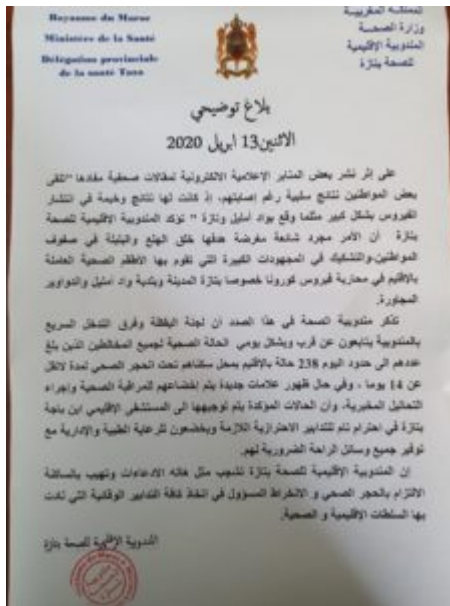 Royaume du Maroc
Ministère de la Santé
Délégation provinciale
de la santé Taza
المملكة المغربية
وزارة الصحة
المندوبية الإقليمية
للصحة بتازة
بلاغ توضيحي
الاثنين13 ابريل 2020
على إثر نشر بعض المنابر الإعلامية الالكترونية لمقالات صحفية مفادها "تلقى
بعض المواطنين نتائج سلبية رغم إصابتهم، إذ كانت لها نتائج وخيمة في انتشار
الفيروس بشكل كبير مثلما وقع بواد أمليل وتازة " تؤكد المندوبية الإقليمية للصحة
بتازة أن الأمر مجرد شائعة مغرضة هدفها خلق الهلع والبلبلة في صفوف
المواطنين،والتشكيك في المجهودات الكبيرة التي تقوم بها الأطقم الصحية العاملة
بالإقليم في محاربة فيروس كورونا خصوصا بتازة المدينة وبلدية واد أمليل والدواوير
المجاورة.
تذكر مندوبية الصحة في هذا الصدد أن لجنة اليقظة وفرق التدخل السريع
بالمندوبية يتابعون عن قرب وبشكل يومي الحالة الصحية لجميع المخالطين الذين بلغ
عددهم الى حدود اليوم 238 حالة بالإقليم بمحل سكناهم تحت الحجر الصحي لمدة لاتقل
عن 14 يوما ، وفي حال ظهور علامات جديدة يتم إخضاعهم للمراقبة الصحية وإجراء
التحاليل المخبرية، وأن الحالات المؤكدة يتم توجيهها الى المستشفى الإقليمي ابن باجة
بتازة في احترام تام للتدابير الاحترازية اللازمة ويخضعون للرعاية الطبية والإدارية مع
توفير جميع وسائل الراحة الضرورية لهم.
إن المندوبية الإقليمية للصحة بتازة تشجب مثل هاته الادعاءات وتهيب بالساكنة
الالتزام بالحجر الصحي و الانخراط المسؤول في اتخاذ كافة التدابير الوقائية التي نادت
بها السلطات الإقليمية و الصحية.
المندوبية الإقليمية للصحة بتازة